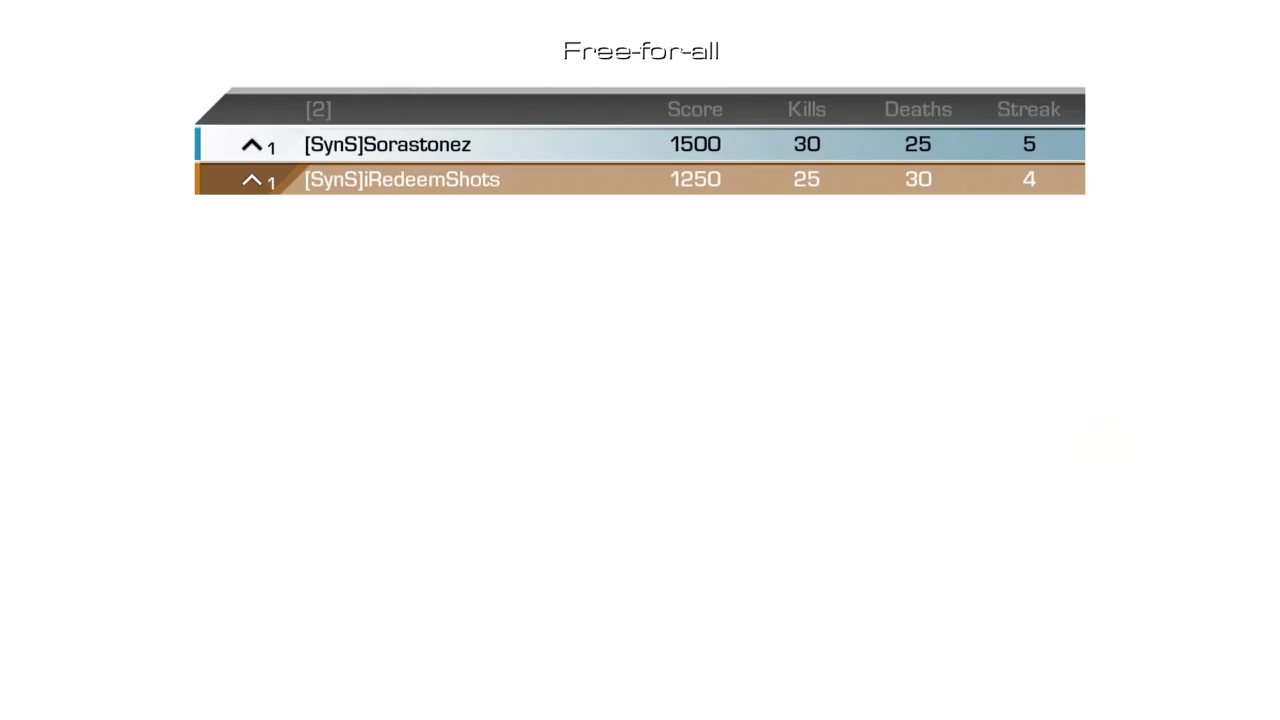 Free-for-all
[2] Score Kills Deaths Streak
1 [SynS]Sorastonez 1500 30 25 5
1 [SynS]iRedeemShots 1250 25 30 4